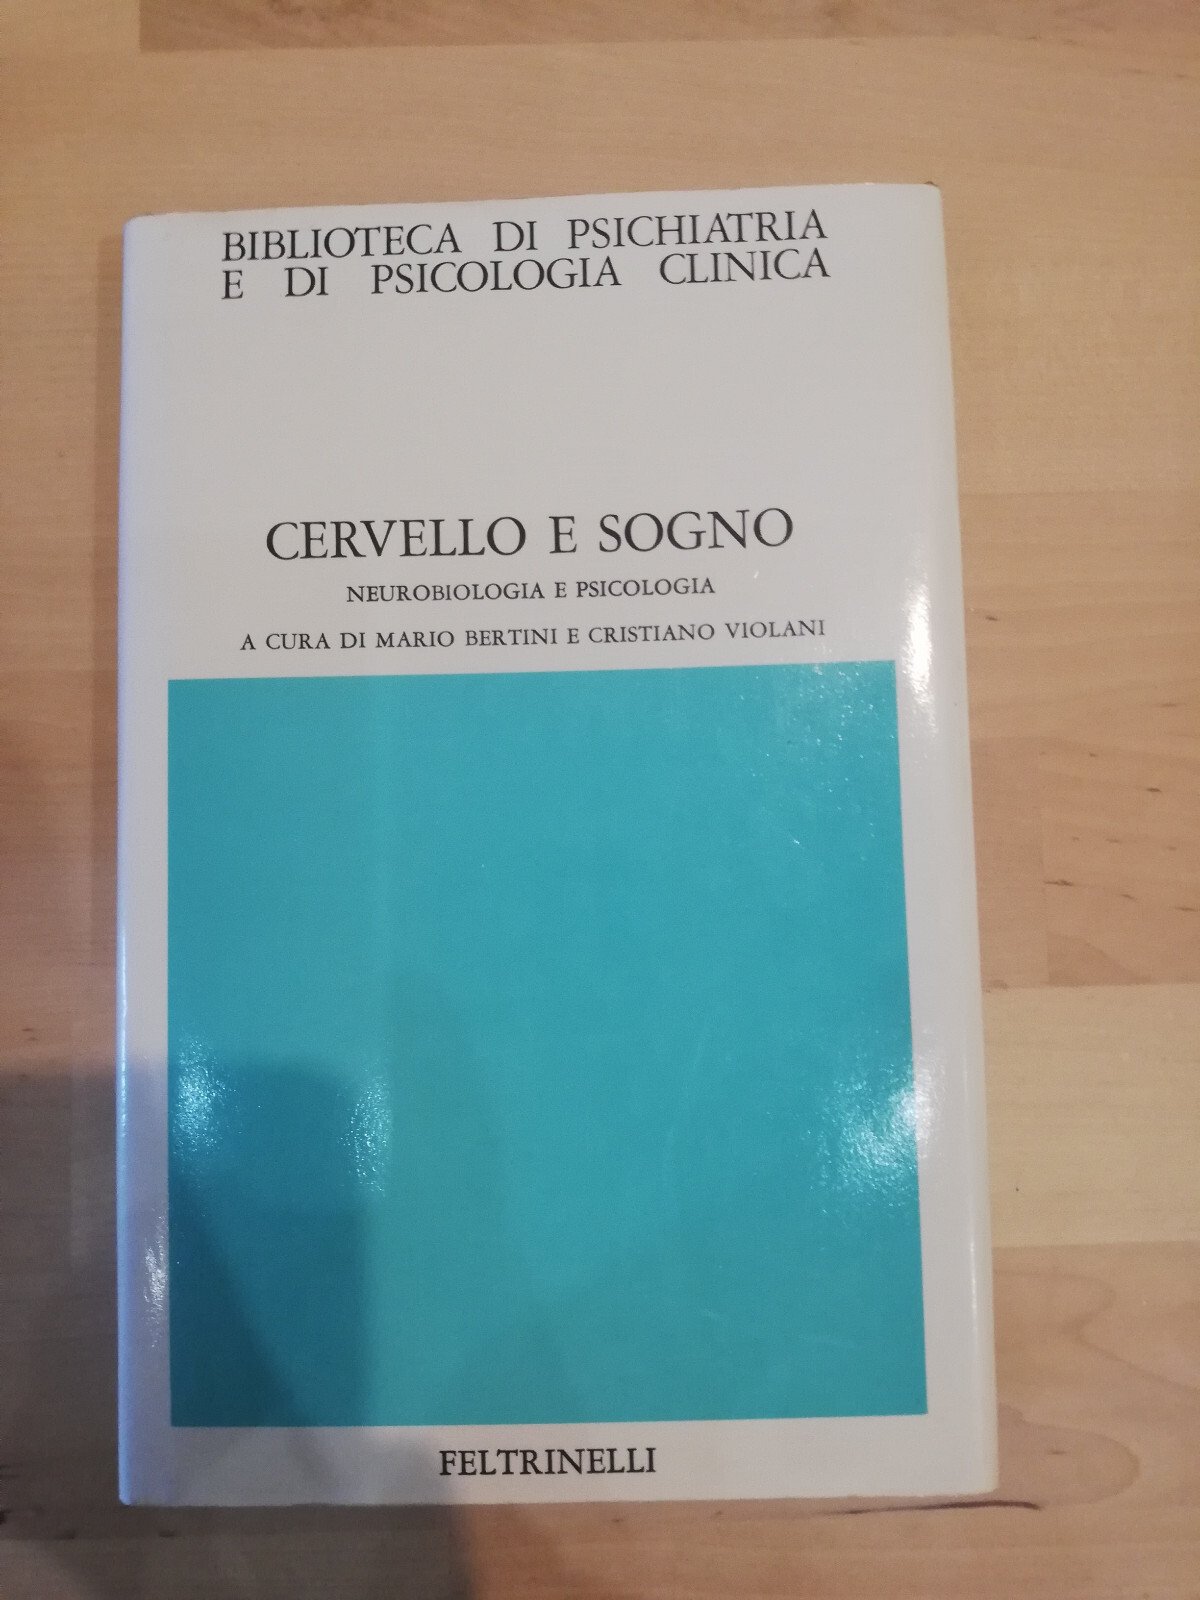 BIBLIOTECA DI PSICHIATRIA
E DI PSICOLOGIA CLINICA
CERVELLO E SOGNO
NEUROBIOLOGIA E PSICOLOGIA
A CURA DI MARIO BERTINI E CRISTIANO VIOLANI
FELTRINELLI